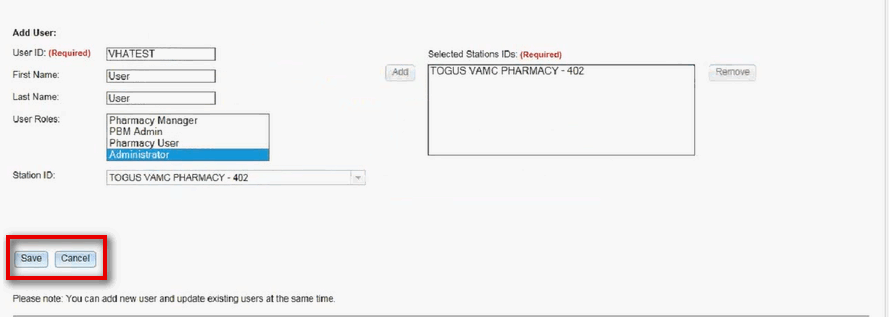 Add User:
User ID: (Required) VHATEST
First Name: User
Last Name: User
User Roles: Pharmacy Manager
PBM Admin
Pharmacy User
Administrator
Station ID: TOGUS VAMC PHARMACY - 402
Add
Selected Stations IDs: (Required)
TOGUS VAMC PHARMACY - 402
Remove
Save Cancel
Please note: You can add new user and update existing users at the same time.